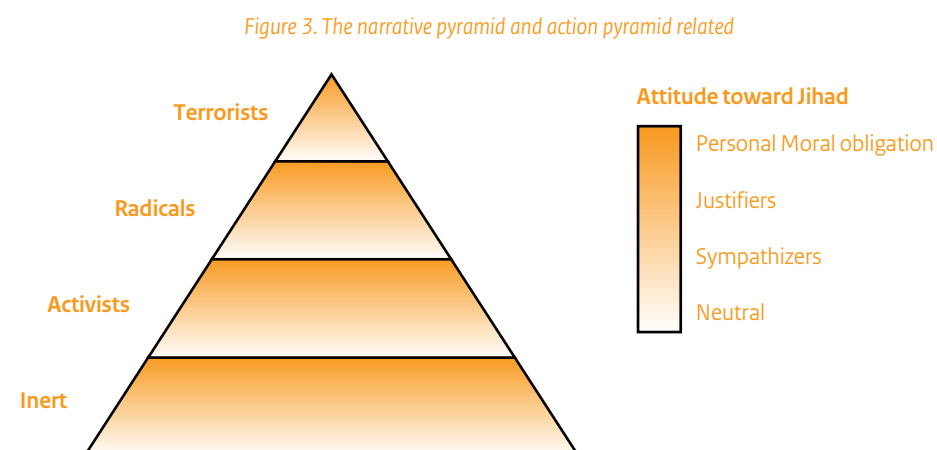 Figure 3. The narrative pyramid and action pyramid related
Attitude toward Jihad
Terrorists
Personal Moral obligation
Justifiers
Radicals
Sympathizers
Activists
Neutral
Inert